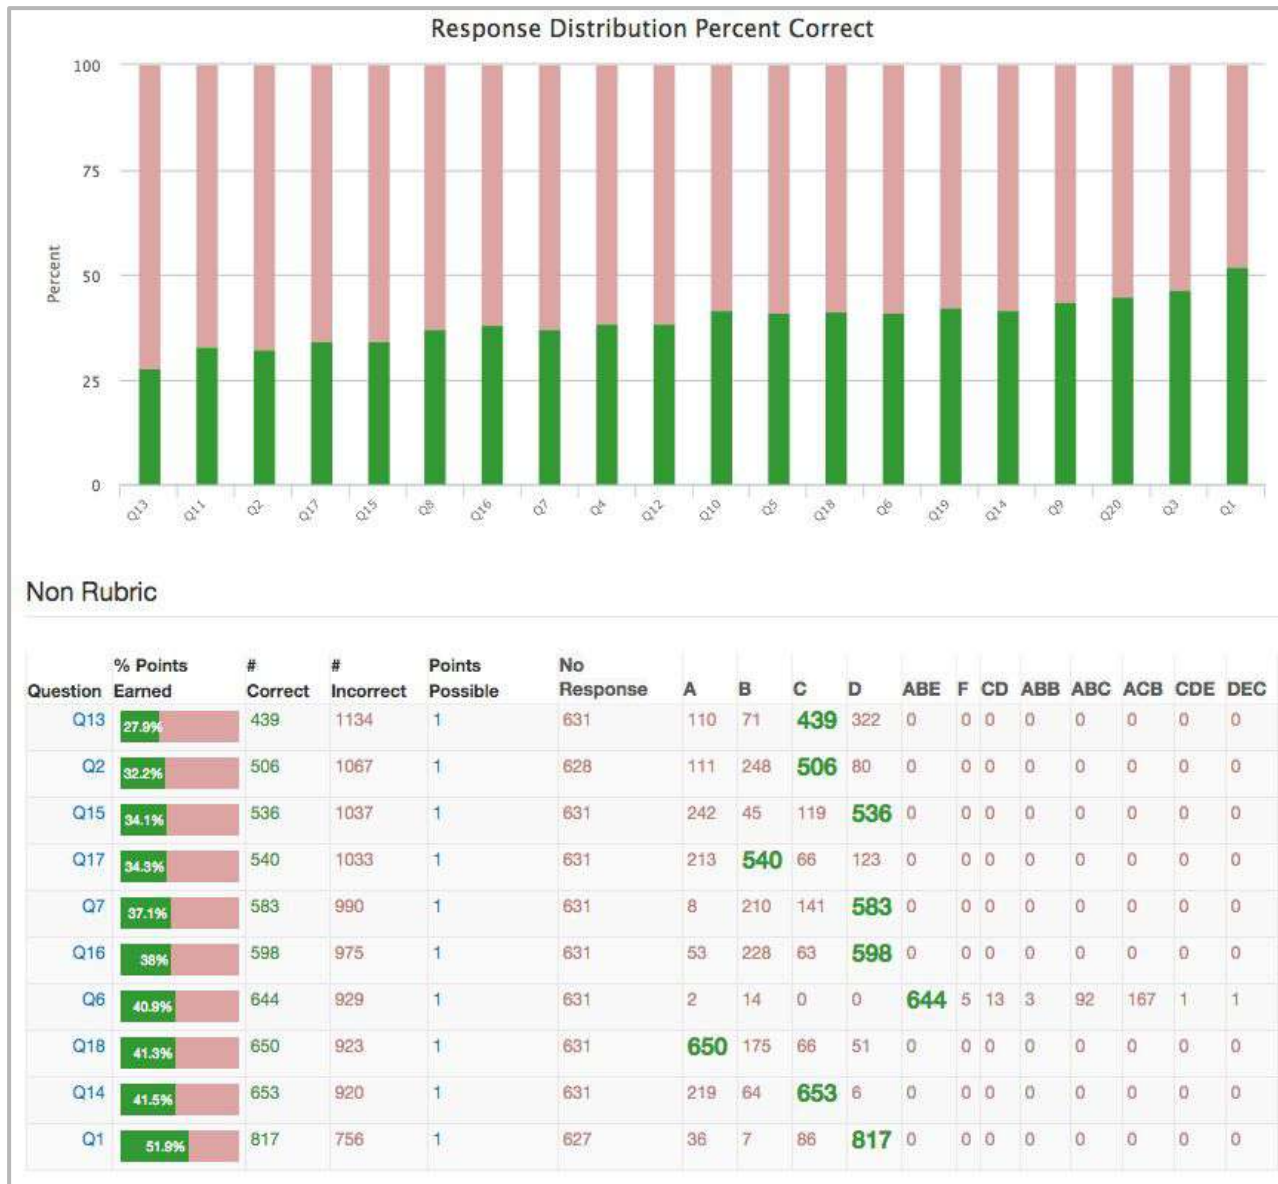 Response Distribution Percent Correct
100
75
50
25
0
Percent
Q13 Q11 Q2 Q17 Q15 Q8 Q16 Q7 Q4 Q12 Q10 Q5 Q18 Q6 Q19 Q14 Q9 Q20 Q3 Q1
Non Rubric
Question % Points Earned # Correct # Incorrect Points Possible No Response A B C D ABE F CD ABB ABC ACB CDE DEC
Q13 27.9% 439 1134 1 631 110 71 439 322 0 0 0 0 0 0 0 0
Q2 32.2% 506 1067 1 628 111 248 506 80 0 0 0 0 0 0 0 0
Q15 34.1% 536 1037 1 631 242 45 119 536 0 0 0 0 0 0 0 0
Q17 34.3% 540 1033 1 631 213 540 66 123 0 0 0 0 0 0 0 0
Q7 37.1% 583 990 1 631 8 210 141 583 0 0 0 0 0 0 0 0
Q16 38% 598 975 1 631 53 228 63 598 0 0 0 0 0 0 0 0
Q6 40.9% 644 929 1 631 2 14 0 0 644 5 13 3 92 167 1 1
Q18 41.3% 650 923 1 631 650 175 66 51 0 0 0 0 0 0 0 0
Q14 41.5% 653 920 1 631 219 64 653 6 0 0 0 0 0 0 0 0
Q1 51.9% 817 756 1 627 36 7 86 817 0 0 0 0 0 0 0 0